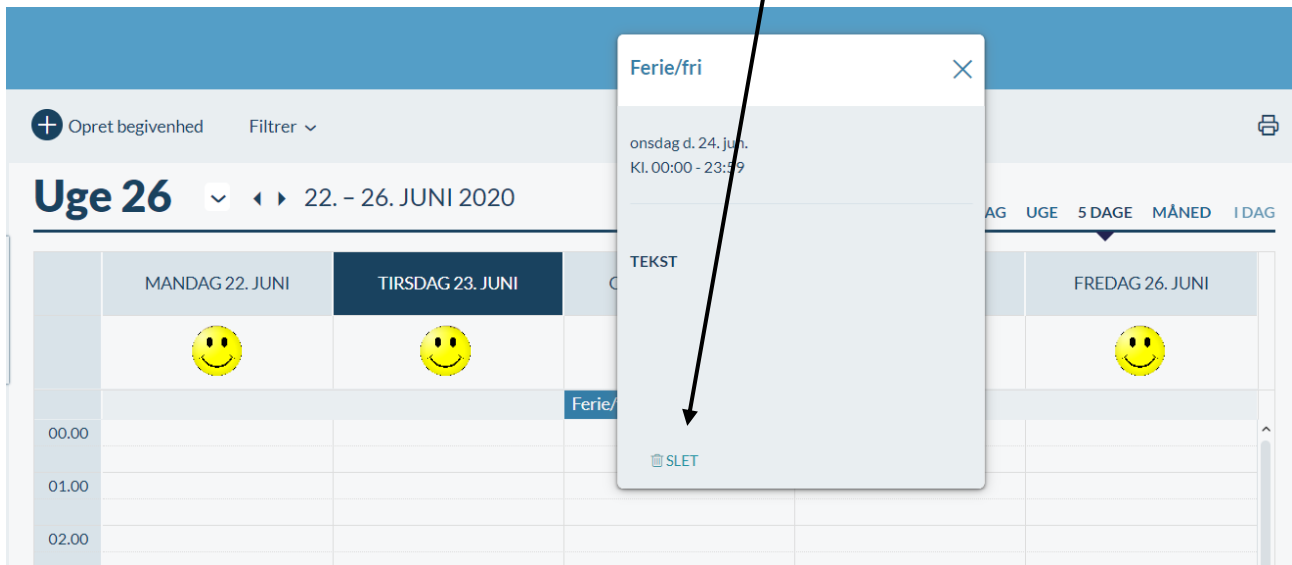 Ferie/fri
Opret begivenhed Filtrer
onsdag d. 24. jun.
Kl. 00:00 - 23:59
Uge 26 22. – 26. JUNI 2020
UGE 5 DAGE MÅNED I DAG
TEKST
MANDAG 22. JUNI TIRSDAG 23. JUNI FREDAG 26. JUNI
Ferie/
00.00
SLET
01.00
02.00